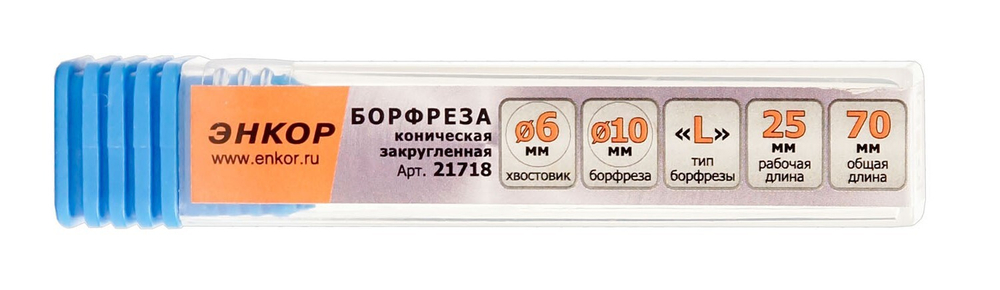 ЭНКОР
www.enkor.ru
БОРФРЕЗА
коническая
закругленная
Арт. 21718
ø6
мм
хвостовик
ø10
мм
борфреза
«L»
тип
борфрезы
25
мм
рабочая
длина
70
мм
общая
длина